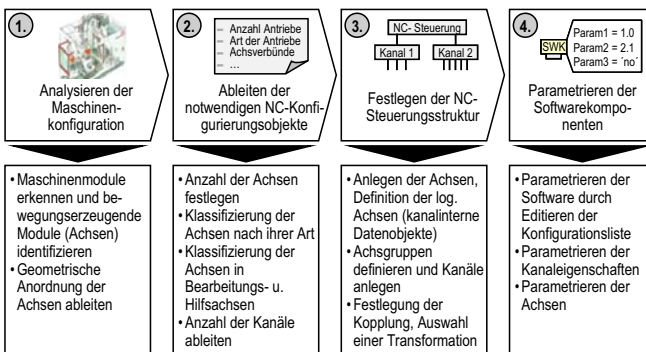 1.
Analysieren der
Maschinen-
konfiguration
2.
– Anzahl Antriebe
– Art der Antriebe
– Achsverbünde
– ...
Ableiten der
notwendigen NC-Konfi-
gurierungsobjekte
3.
NC- Steuerung
Kanal 1
Kanal 2
Festlegen der NC-
Steuerungsstruktur
4.
SWK
Param1 = 1.0
Param2 = 2.1
Param3 = ´no´
Parametrieren der
Softwarekompo-
nenten
• Maschinenmodule
erkennen und be-
wegungserzeugende
Module (Achsen)
identifizieren
• Geometrische
Anordnung der
Achsen ableiten
• Anzahl der Achsen
festlegen
• Klassifizierung der
Achsen nach ihrer Art
• Klassifizierung der
Achsen in
Bearbeitungs- u.
Hilfsachsen
• Anzahl der Kanäle
ableiten
• Anlegen der Achsen,
Definition der log.
Achsen (kanalinterne
Datenobjekte)
• Achsgruppen
definieren und Kanäle
anlegen
• Festlegung der
Kopplung, Auswahl
einer Transformation
• Parametrieren der
Software durch
Editieren der
Konfigurationsliste
• Parametrieren der
Kanaleigenschaften
• Parametrieren der
Achsen